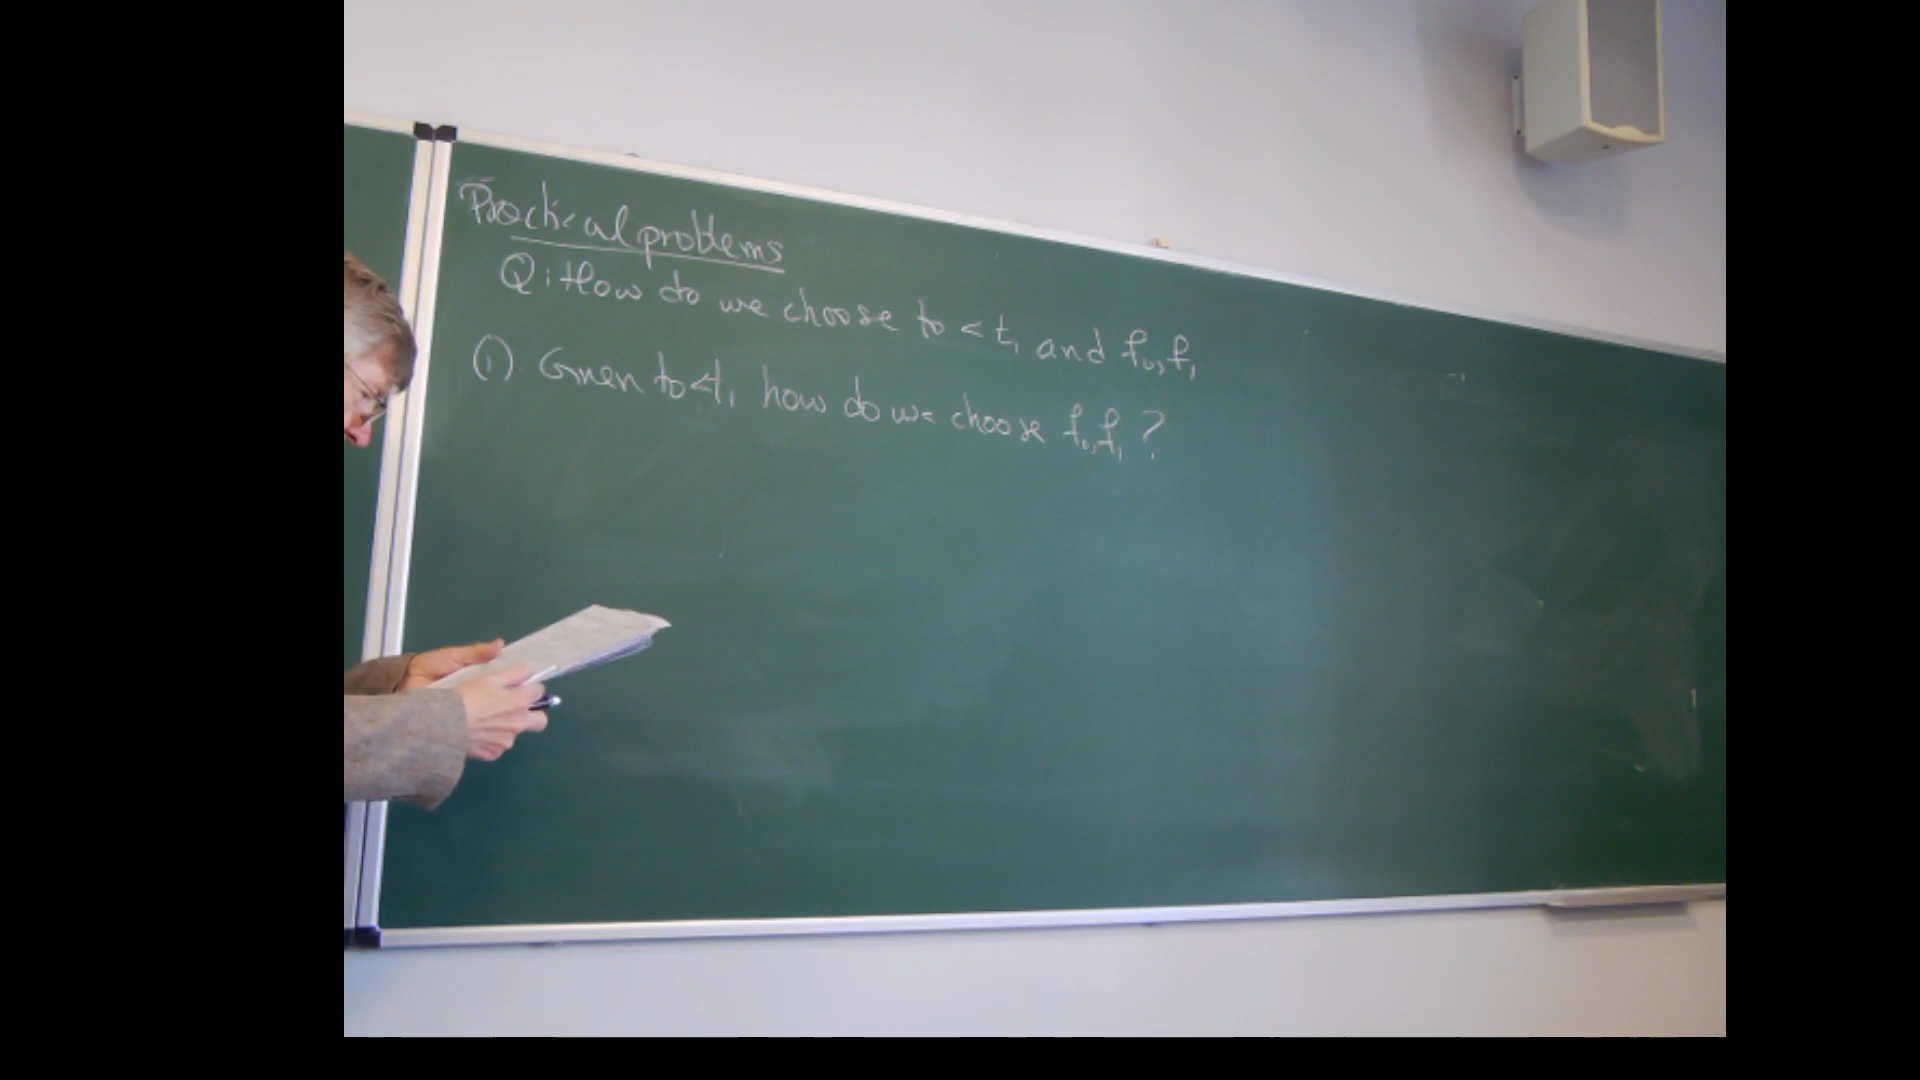 Practical problems
Q: How do we choose t₀ < t₁ and f₀, f₁
(1) Given t₀ < t₁ how do we choose f₀, f₁ ?